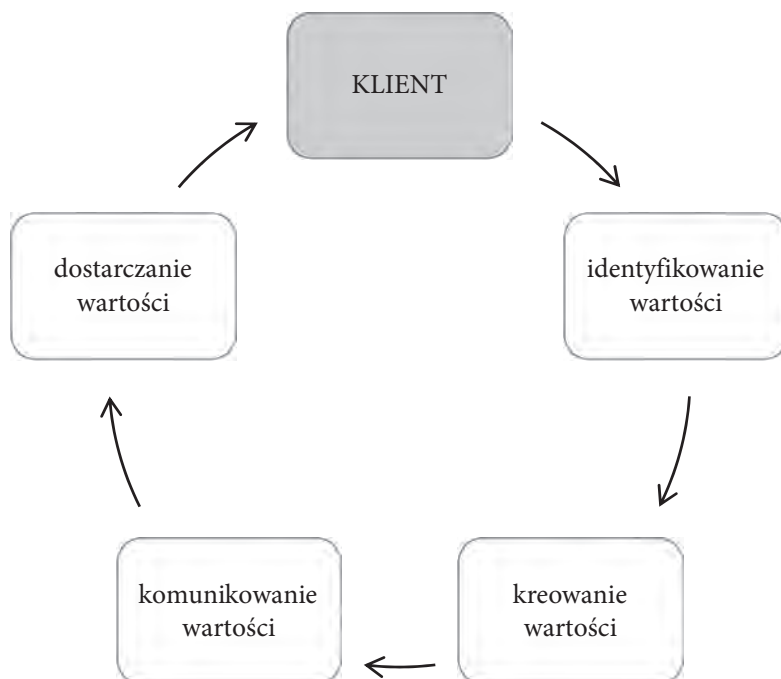 KLIENT
identyfikowanie
wartości
kreowanie
wartości
komunikowanie
wartości
dostarczanie
wartości